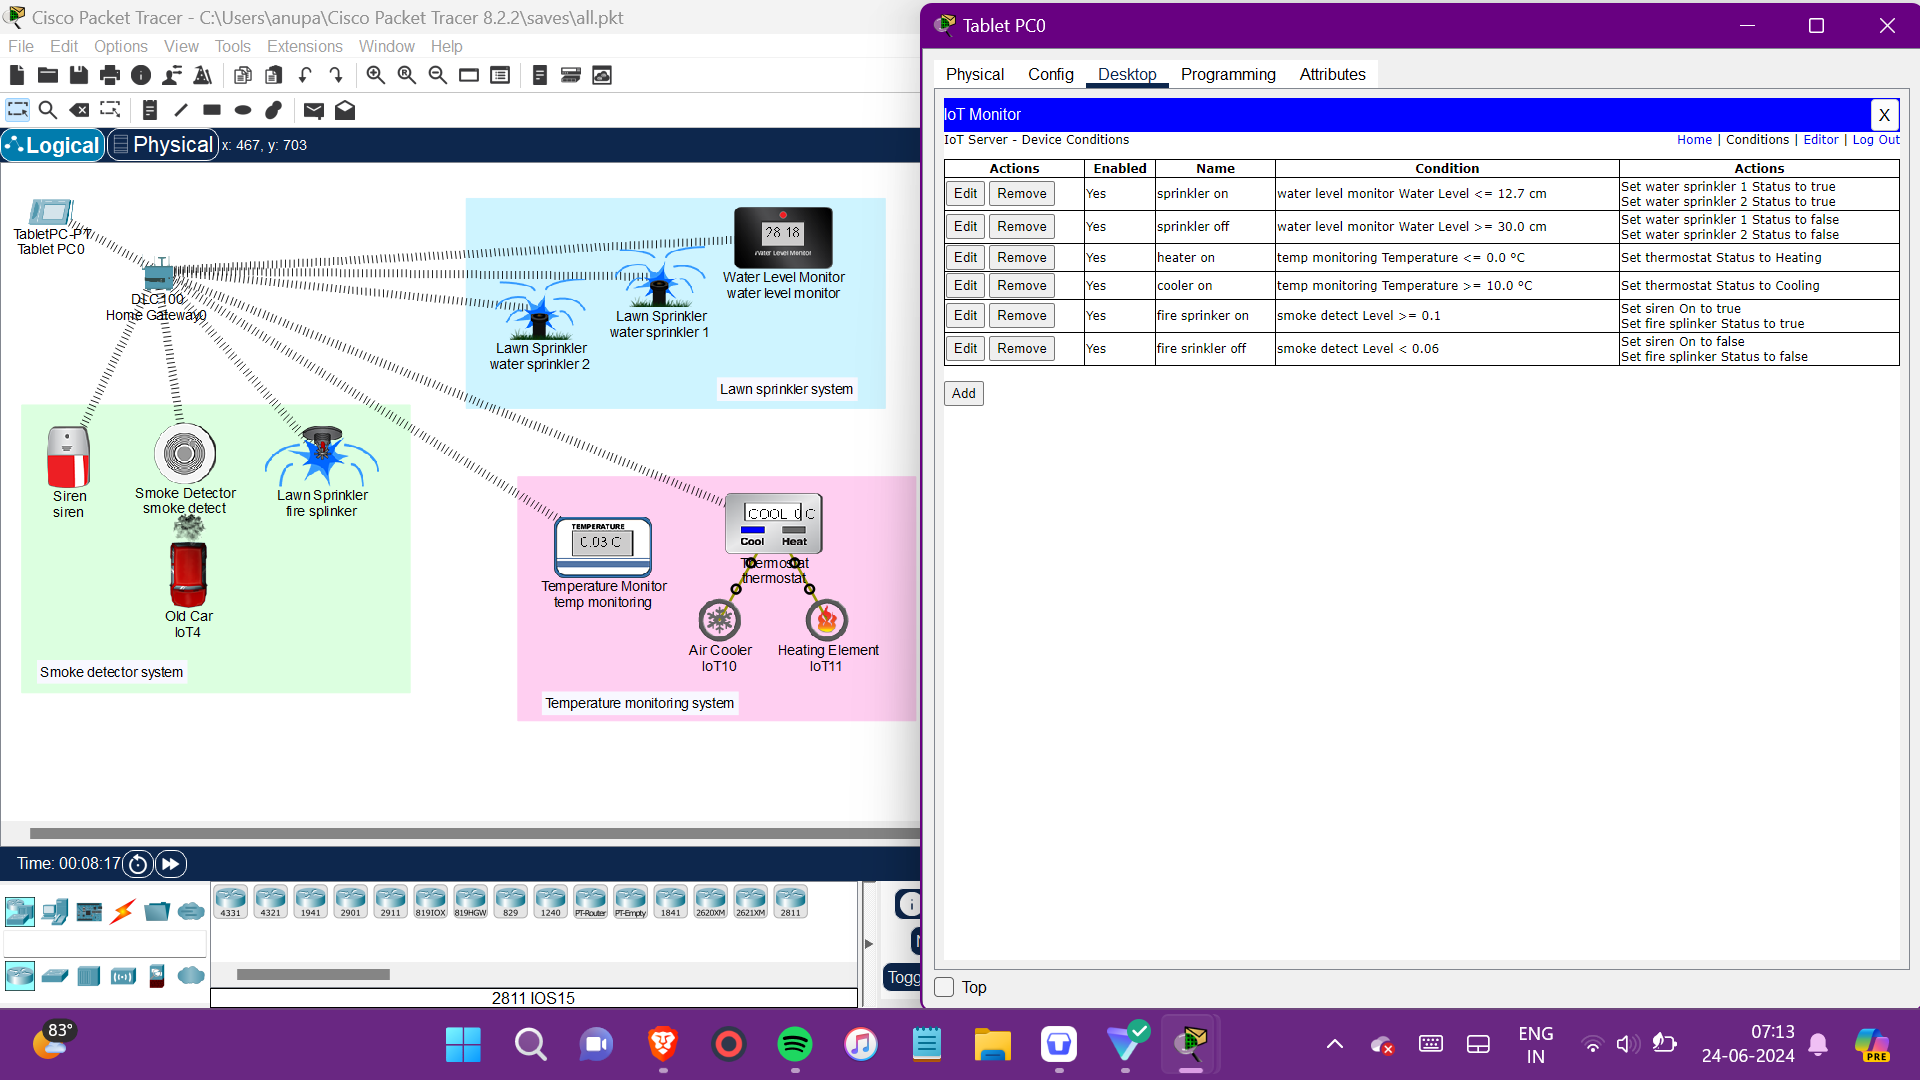 Cisco Packet Tracer - C:\Users\anupa\Cisco Packet Tracer 8.2.2\saves\all.pkt
File Edit Options View Tools Extensions Window Help
Logical Physical x: 467, y: 703
TabletPC-PT
Tablet PC0
DLC100
Home Gateway0
28.18
Water Level Monitor
Water Level Monitor
water level monitor
Lawn Sprinkler
water sprinkler 1
Lawn Sprinkler
water sprinkler 2
Lawn sprinkler system
Siren
siren
Smoke Detector
smoke detect
Lawn Sprinkler
fire splinker
Old Car
IoT4
Smoke detector system
TEMPERATURE
0.03 C
Temperature Monitor
temp monitoring
COOL 0C
Cool Heat
Thermostat
thermostat
Air Cooler
IoT10
Heating Element
IoT11
Temperature monitoring system
Time: 00:08:17
4331 4321 1941 2901 2911 819IOX 819HGW 829 1240 PT-Router PT-Empty 1841 2620XM 2621XM 2811
2811 IOS15
Togg
Tablet PC0
Physical Config Desktop Programming Attributes
IoT Monitor X
IoT Server - Device Conditions Home | Conditions | Editor | Log Out
Actions Enabled Name Condition Actions
Edit Remove Yes sprinkler on water level monitor Water Level <= 12.7 cm Set water sprinkler 1 Status to true
Set water sprinkler 2 Status to true
Edit Remove Yes sprinkler off water level monitor Water Level >= 30.0 cm Set water sprinkler 1 Status to false
Set water sprinkler 2 Status to false
Edit Remove Yes heater on temp monitoring Temperature <= 0.0 °C Set thermostat Status to Heating
Edit Remove Yes cooler on temp monitoring Temperature >= 10.0 °C Set thermostat Status to Cooling
Edit Remove Yes fire sprinker on smoke detect Level >= 0.1 Set siren On to true
Set fire splinker Status to true
Edit Remove Yes fire srinkler off smoke detect Level < 0.06 Set siren On to false
Set fire splinker Status to false
Add
Top
83°
ENG
IN
07:13
24-06-2024
PRE